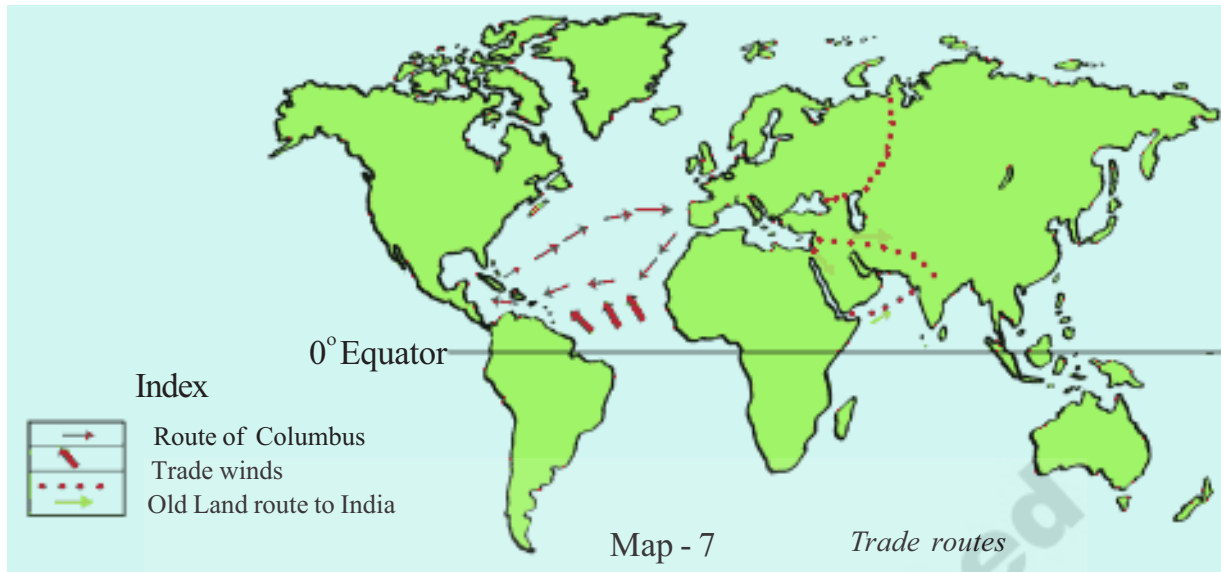 0° Equator
Index
Route of Columbus
Trade winds
Old Land route to India
Map - 7
Trade routes